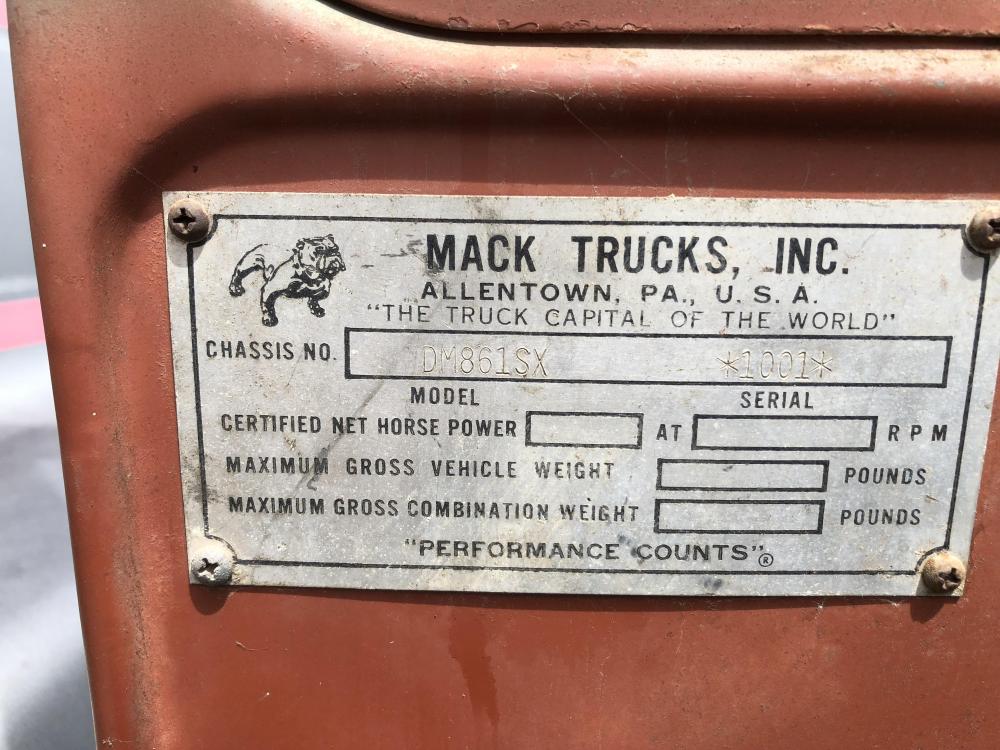 MACK TRUCKS, INC.
ALLENTOWN, PA., U. S. A.
"THE TRUCK CAPITAL OF THE WORLD"
CHASSIS NO. DM861SX *1001*
MODEL SERIAL
CERTIFIED NET HORSE POWER AT R P M
MAXIMUM GROSS VEHICLE WEIGHT POUNDS
MAXIMUM GROSS COMBINATION WEIGHT POUNDS
"PERFORMANCE COUNTS"®